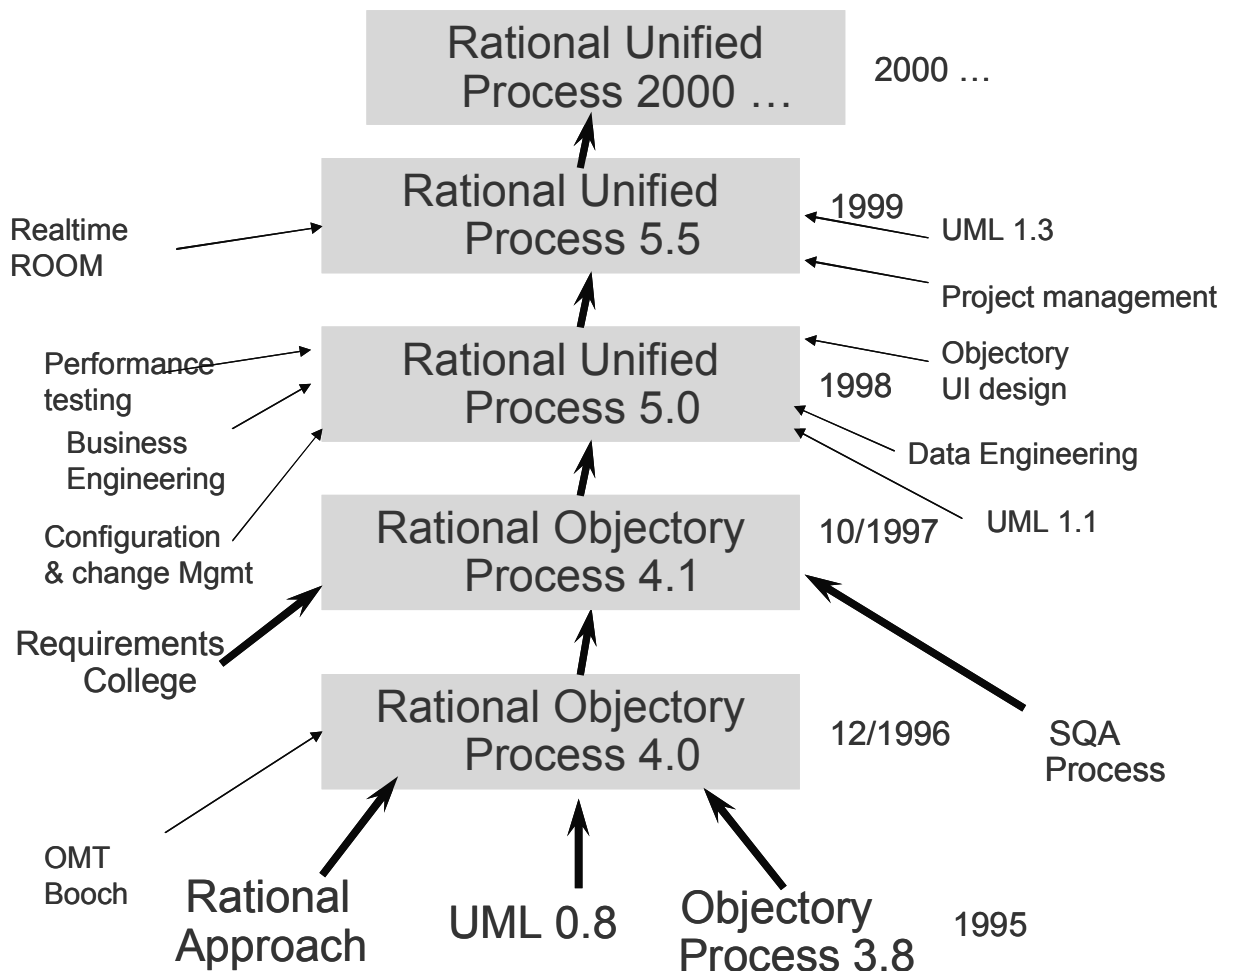 Rational Unified
Process 2000 …
2000 …
Rational Unified
Process 5.5
1999
Realtime
ROOM
UML 1.3
Project management
Rational Unified
Process 5.0
1998
Performance
testing
Business
Engineering
Configuration
& change Mgmt
Objectory
UI design
Data Engineering
UML 1.1
Rational Objectory
Process 4.1
10/1997
Requirements
College
Rational Objectory
Process 4.0
12/1996
SQA
Process
OMT
Booch
Rational
Approach
UML 0.8
Objectory
Process 3.8
1995